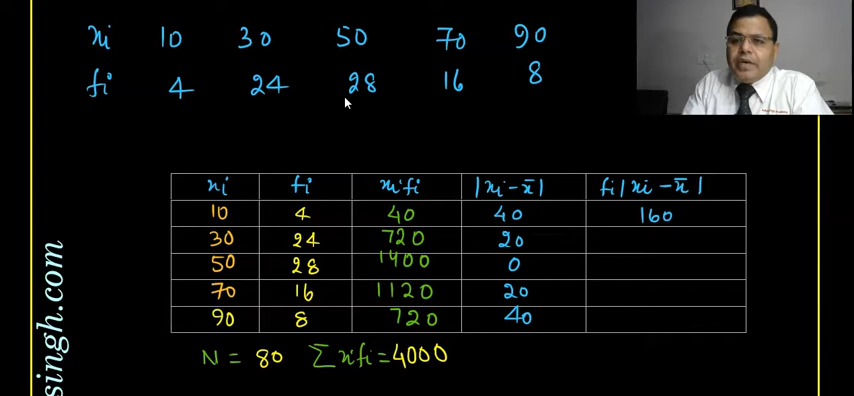 xi 10 30 50 70 90
fi 4 24 28 16 8
xi fi xifi |xi-x̄| fi|xi-x̄|
10 4 40 40 160
30 24 720 20
50 28 1400 0
70 16 1120 20
90 8 720 40
N = 80 Σxifi=4000
singh.com